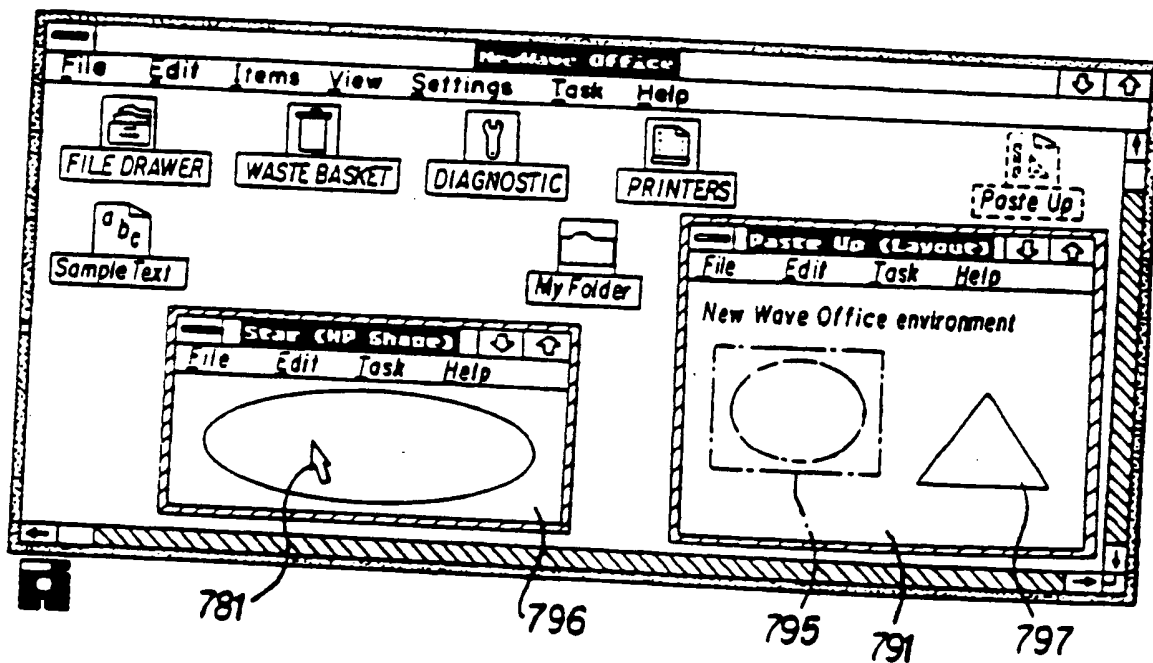 NewWave Office
File Edit Items View Settings Task Help
FILE DRAWER WASTE BASKET DIAGNOSTIC PRINTERS Paste Up
abc
Sample Text My Folder
Paste Up (Layout)
File Edit Task Help
New Wave Office environment
Star (HP Shape)
File Edit Task Help
781 796 795 791 797